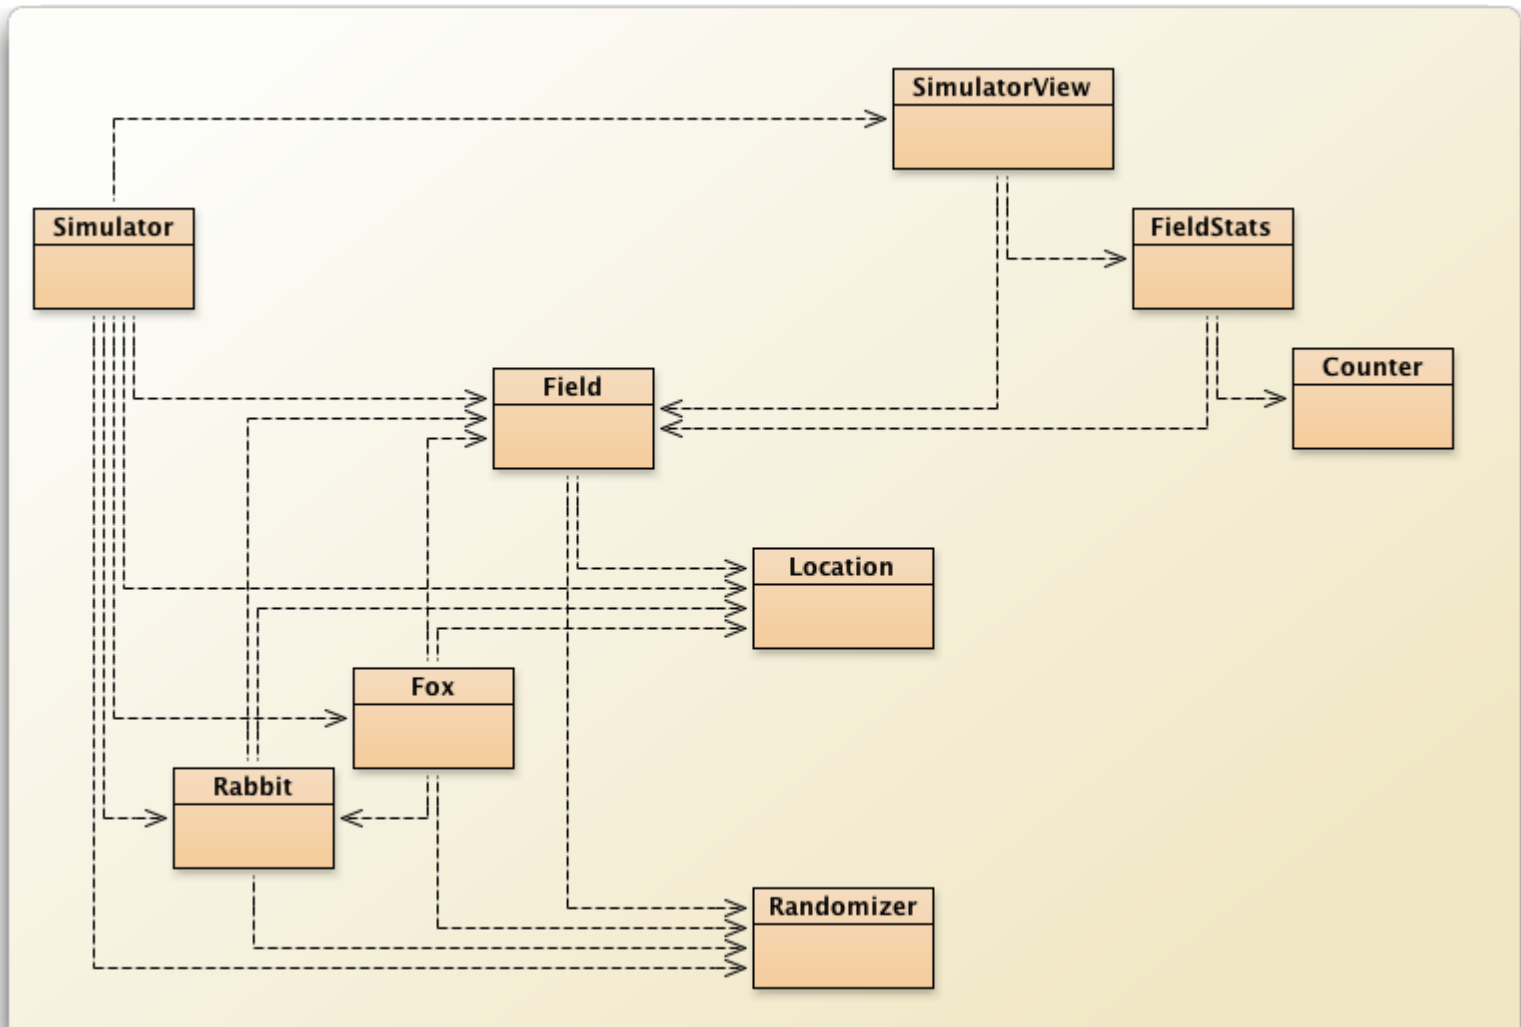 SimulatorView
Simulator
FieldStats
Counter
Field
Location
Fox
Rabbit
Randomizer